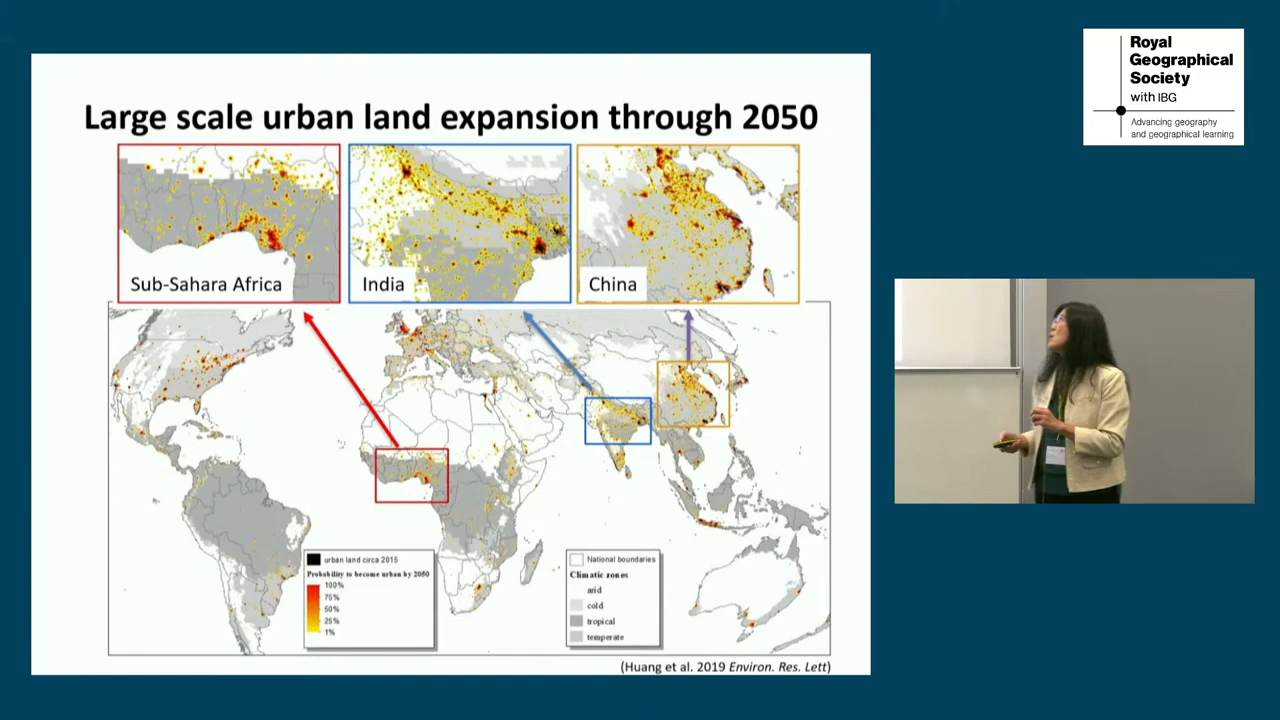 Large scale urban land expansion through 2050
Sub-Sahara Africa
India
China
urban land circa 2015
Probability to become urban by 2050
100%
75%
50%
25%
1%
National boundaries
Climatic zones
arid
cold
tropical
temperate
(Huang et al. 2019 Environ. Res. Lett)
Royal
Geographical
Society
with IBG
Advancing geography
and geographical learning